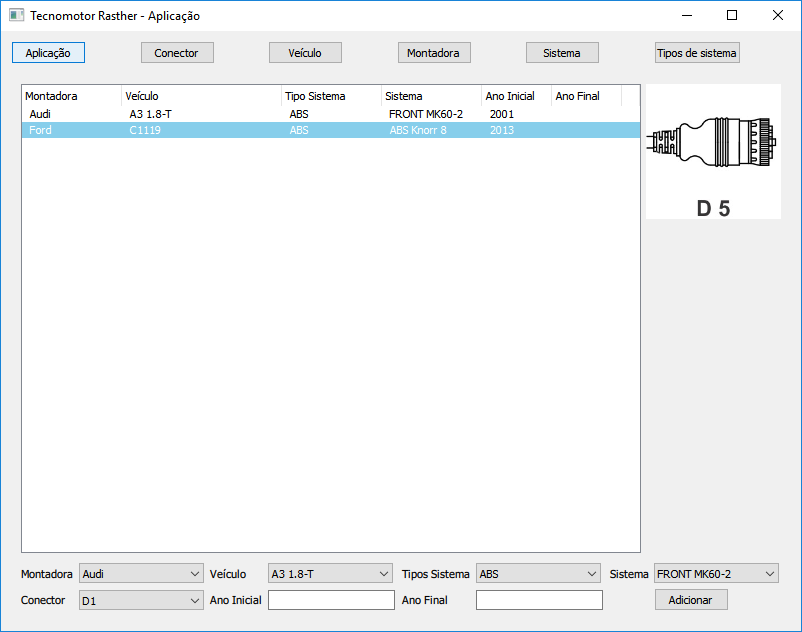 Tecnomotor Rasther - Aplicação
Aplicação Conector Veículo Montadora Sistema Tipos de sistema
Montadora Veículo Tipo Sistema Sistema Ano Inicial Ano Final
Audi A3 1.8-T ABS FRONT MK60-2 2001
Ford C1119 ABS ABS Knorr 8 2013
D 5
Montadora Audi Veículo A3 1.8-T Tipos Sistema ABS Sistema FRONT MK60-2
Conector D1 Ano Inicial Ano Final Adicionar